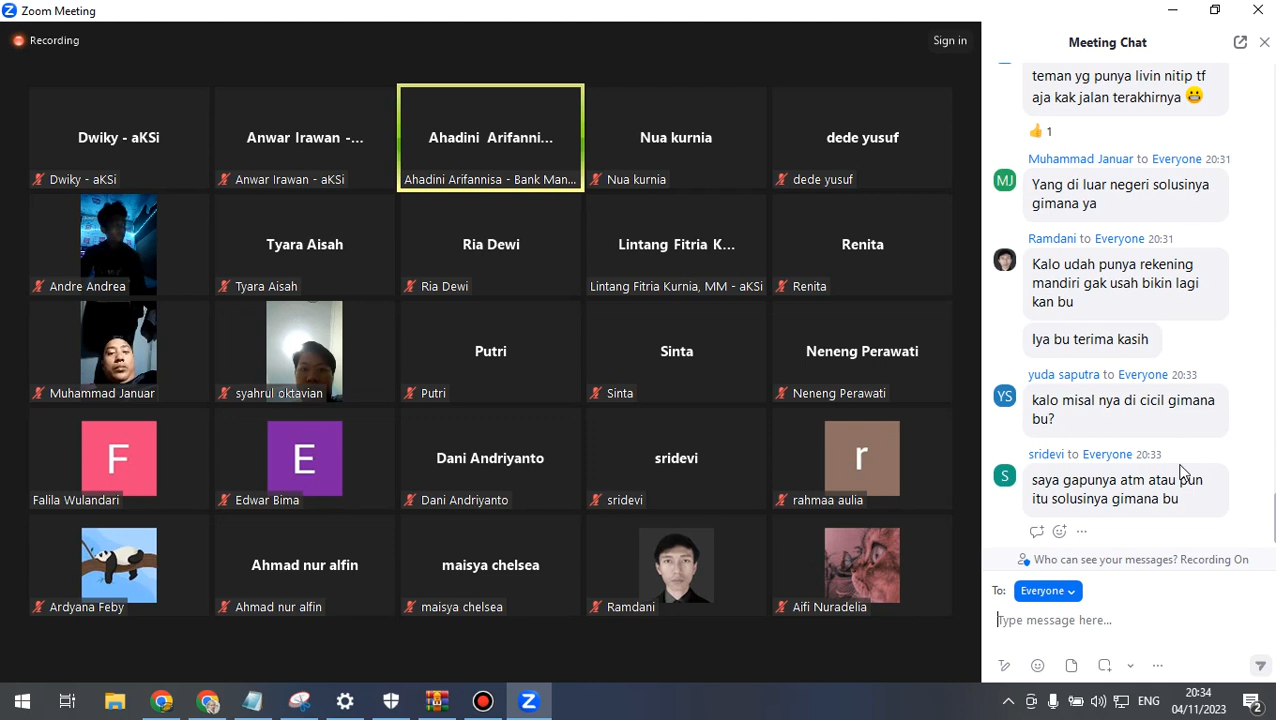 Zoom Meeting
Recording
Sign in
Dwiky - aKSi
Dwiky - aKSi
Anwar Irawan -...
Anwar Irawan - aKSi
Ahadini Arifanni...
Ahadini Arifannisa - Bank Man...
Nua kurnia
Nua kurnia
dede yusuf
dede yusuf
Andre Andrea
Tyara Aisah
Tyara Aisah
Ria Dewi
Ria Dewi
Lintang Fitria K...
Lintang Fitria Kurnia, MM - aKSi
Renita
Renita
Muhammad Januar
syahrul oktavian
Putri
Putri
Sinta
Sinta
Neneng Perawati
Neneng Perawati
F
Falila Wulandari
E
Edwar Bima
Dani Andriyanto
Dani Andriyanto
sridevi
sridevi
r
rahmaa aulia
Ardyana Feby
Ahmad nur alfin
Ahmad nur alfin
maisya chelsea
maisya chelsea
Ramdani
Aifi Nuradelia
Meeting Chat
teman yg punya livin nitip tf
aja kak jalan terakhirnya 😬
👍 1
Muhammad Januar to Everyone 20:31
MJ
Yang di luar negeri solusinya
gimana ya
Ramdani to Everyone 20:31
Kalo udah punya rekening
mandiri gak usah bikin lagi
kan bu
Iya bu terima kasih
yuda saputra to Everyone 20:33
YS
kalo misal nya di cicil gimana
bu?
sridevi to Everyone 20:33
S
saya gapunya atm atau pun
itu solusinya gimana bu
Who can see your messages? Recording On
To: Everyone
Type message here...
ENG
20:34
04/11/2023
2